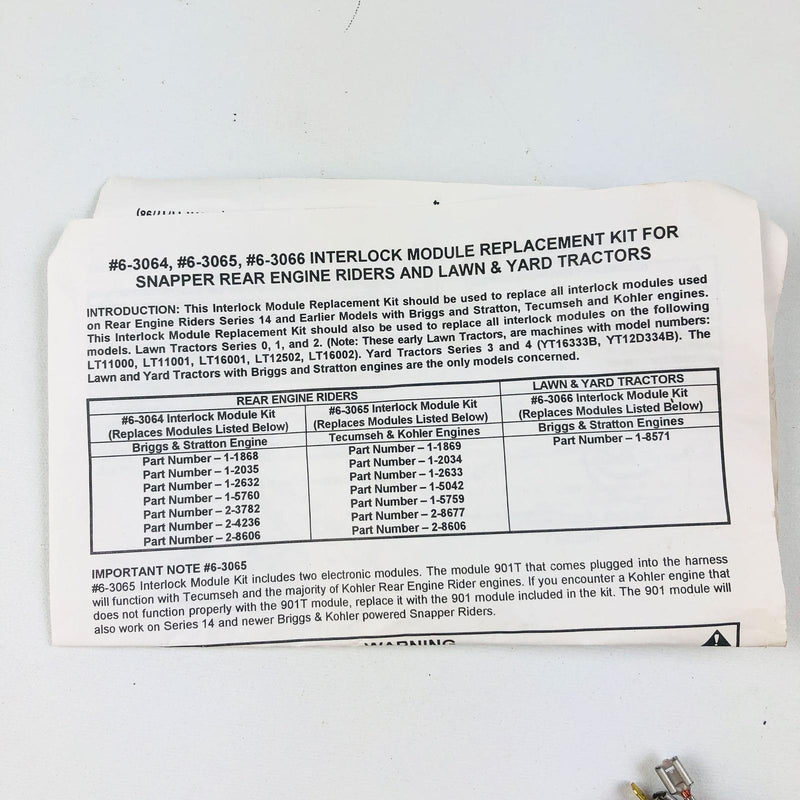 #6-3064, #6-3065, #6-3066 INTERLOCK MODULE REPLACEMENT KIT FOR
SNAPPER REAR ENGINE RIDERS AND LAWN & YARD TRACTORS
INTRODUCTION: This Interlock Module Replacement Kit should be used to replace all interlock modules used
on Rear Engine Riders Series 14 and Earlier Models with Briggs and Stratton, Tecumseh and Kohler engines.
This Interlock Module Replacement Kit should also be used to replace all interlock modules on the following
models. Lawn Tractors Series 0, 1, and 2. (Note: These early Lawn Tractors, are machines with model numbers:
LT11000, LT11001, LT16001, LT12502, LT16002). Yard Tractors Series 3 and 4 (YT16333B, YT12D334B). The
Lawn and Yard Tractors with Briggs and Stratton engines are the only models concerned.
REAR ENGINE RIDERS
#6-3064 Interlock Module Kit
(Replaces Modules Listed Below)
Briggs & Stratton Engine
Part Number – 1-1868
Part Number – 1-2035
Part Number – 1-2632
Part Number – 1-5760
Part Number – 2-3782
Part Number – 2-4236
Part Number – 2-8606
#6-3065 Interlock Module Kit
(Replaces Modules Listed Below)
Tecumseh & Kohler Engines
Part Number – 1-1869
Part Number – 1-2034
Part Number – 1-2633
Part Number – 1-5042
Part Number – 1-5759
Part Number – 2-8677
Part Number – 2-8606
LAWN & YARD TRACTORS
#6-3066 Interlock Module Kit
(Replaces Modules Listed Below)
Briggs & Stratton Engines
Part Number – 1-8571
IMPORTANT NOTE #6-3065
#6-3065 Interlock Module Kit includes two electronic modules. The module 901T that comes plugged into the harness
will function with Tecumseh and the majority of Kohler Rear Engine Rider engines. If you encounter a Kohler engine that
does not function properly with the 901T module, replace it with the 901 module included in the kit. The 901 module will
also work on Series 14 and newer Briggs & Kohler powered Snapper Riders.
WARNING